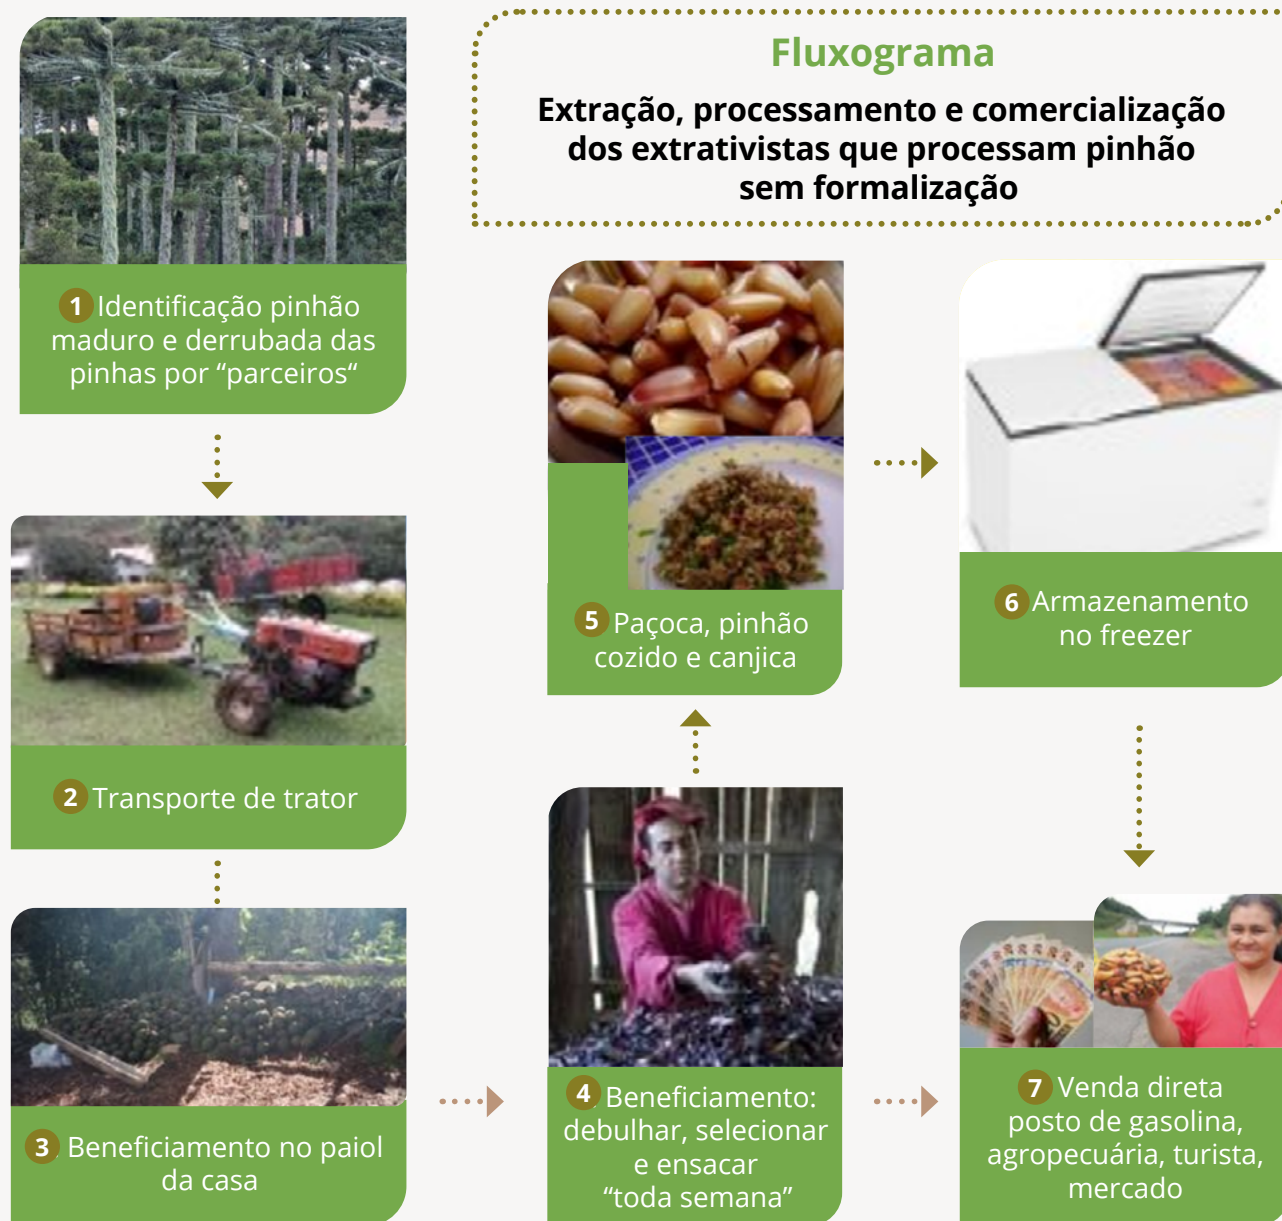 Fluxograma
Extração, processamento e comercialização
dos extrativistas que processam pinhão
sem formalização
1 Identificação pinhão
maduro e derrubada das
pinhas por “parceiros“
2 Transporte de trator
3 Beneficiamento no paiol
da casa
4 Beneficiamento:
debulhar, selecionar
e ensacar
“toda semana”
5 Paçoca, pinhão
cozido e canjica
6 Armazenamento
no freezer
7 Venda direta
posto de gasolina,
agropecuária, turista,
mercado